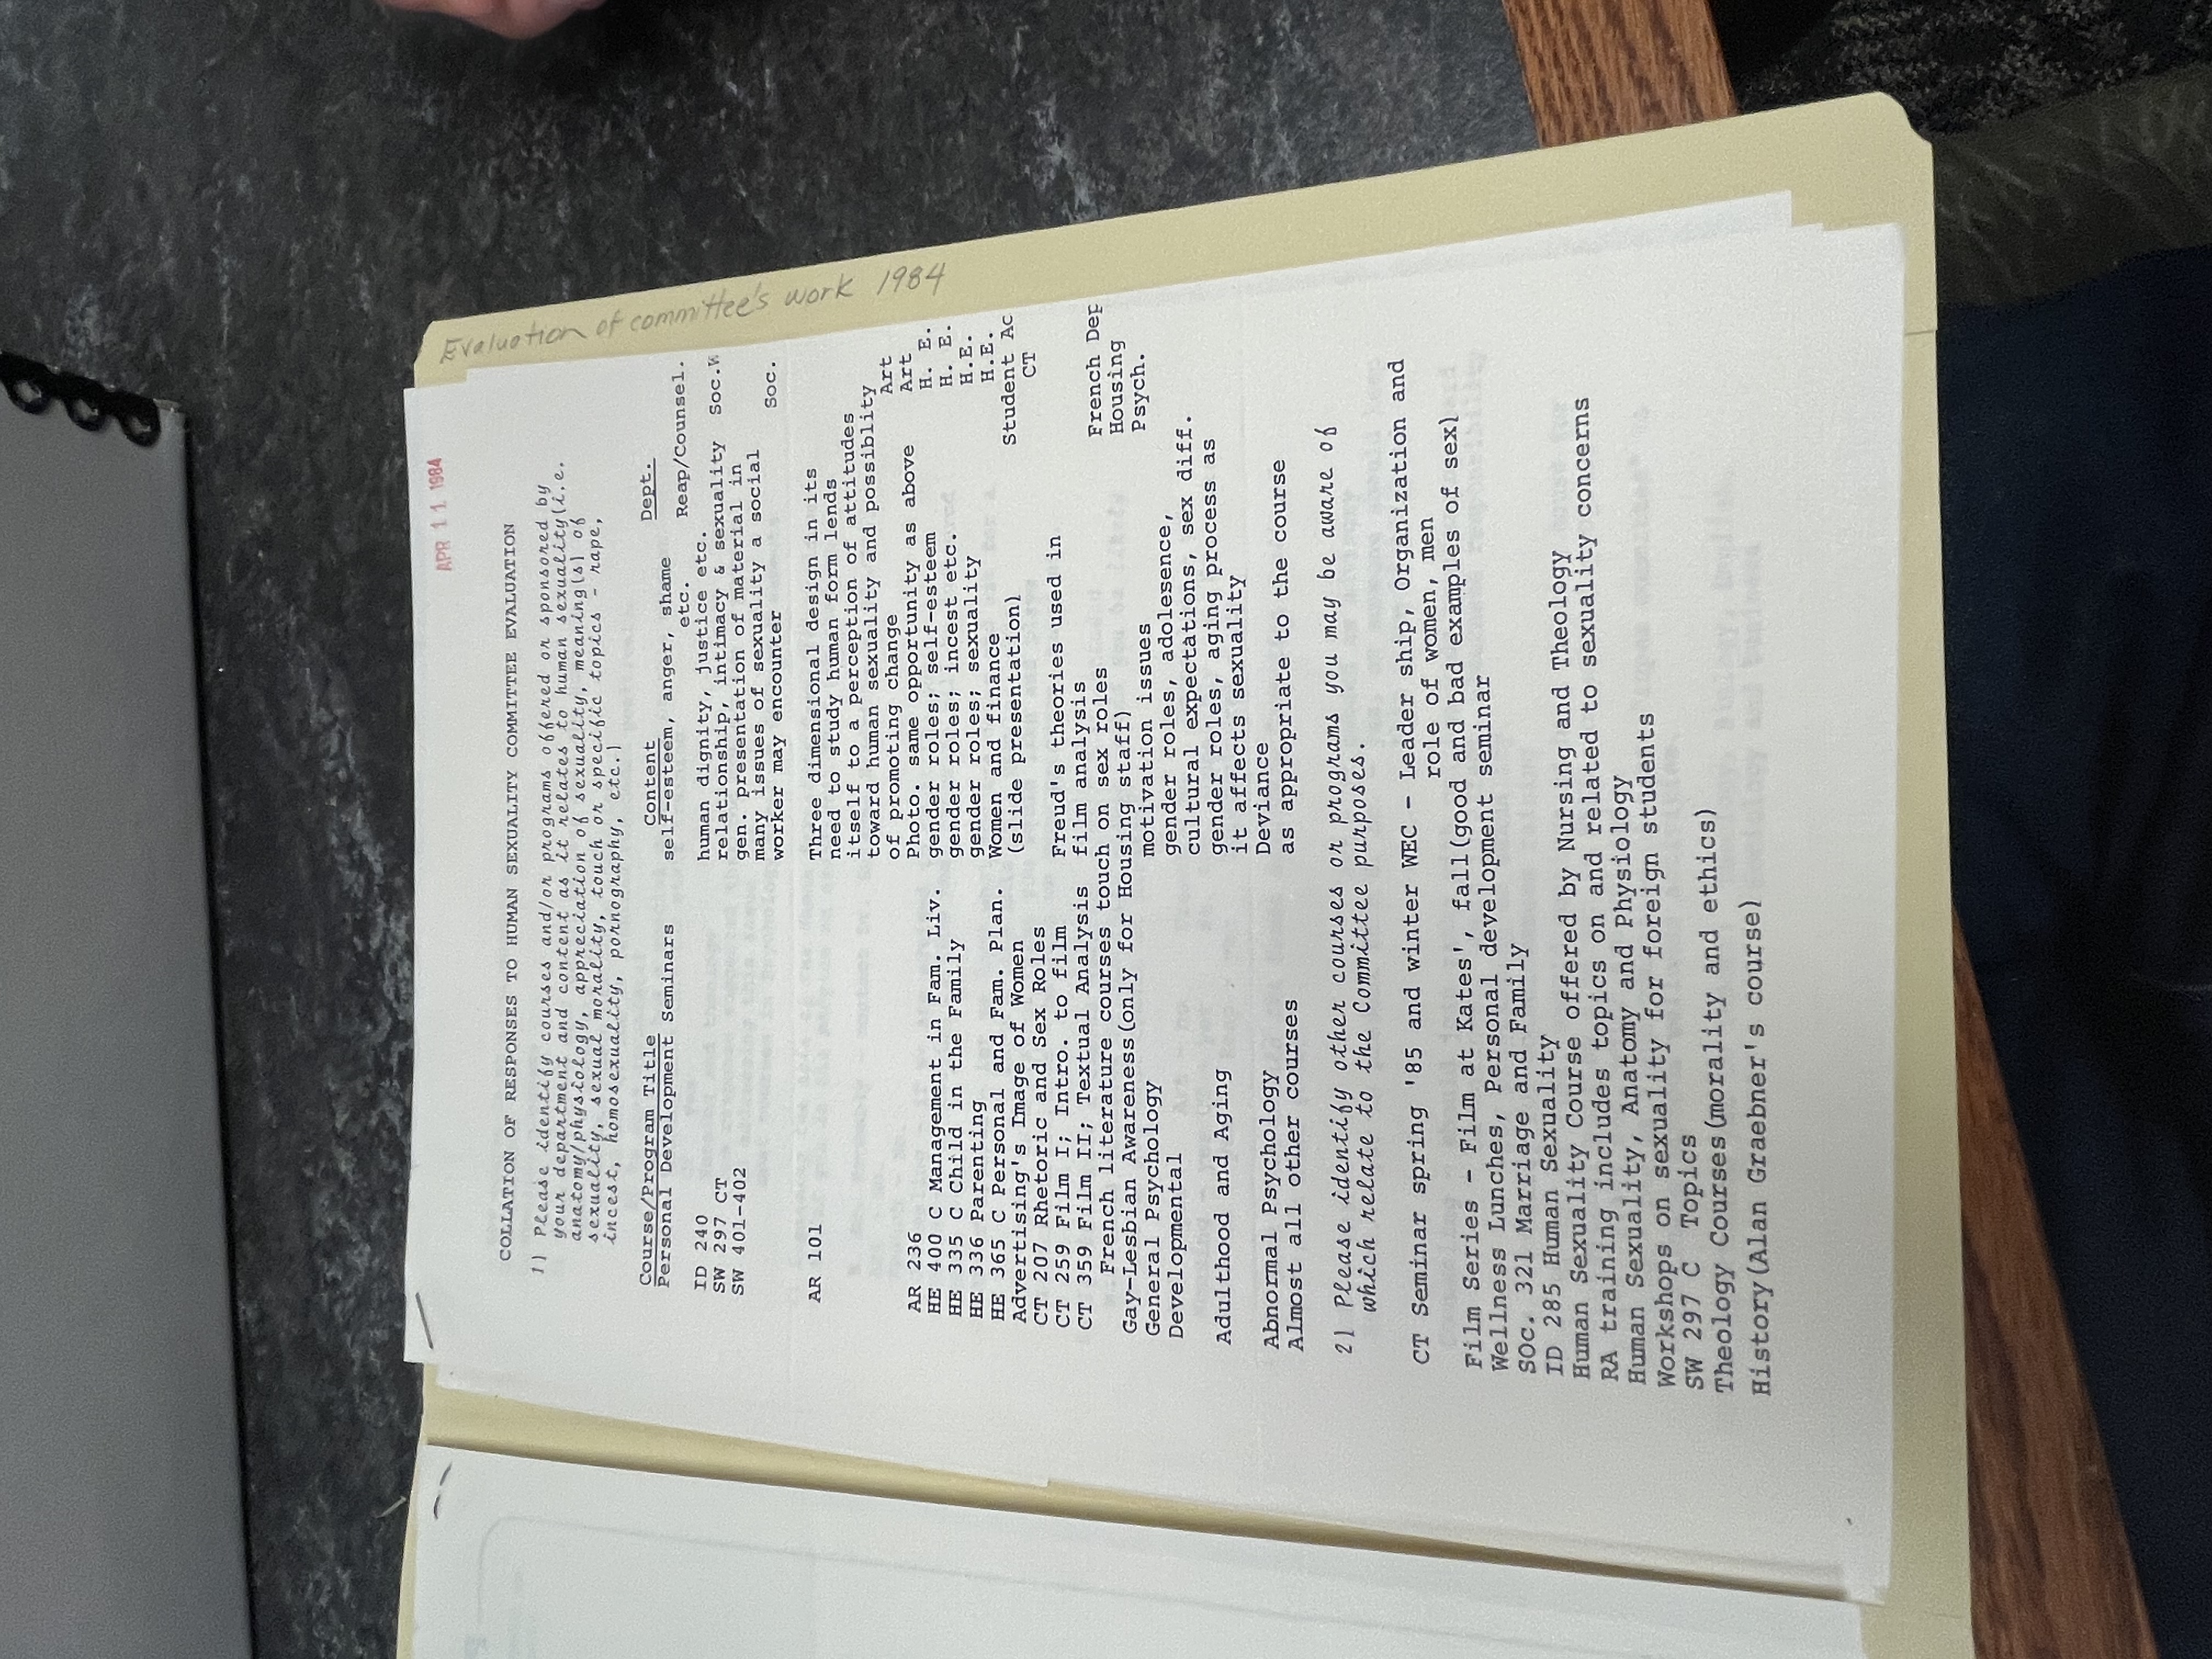 Evaluation of committee's work 1984
APR 11 1984
COLLATION OF RESPONSES TO HUMAN SEXUALITY COMMITTEE EVALUATION
1) Please identify courses and/or programs offered or sponsored by
your department and content as it relates to human sexuality(i.e.
anatomy/physiology, appreciation of sexuality, meaning(s) of
sexuality, sexual morality, touch or specific topics - rape,
incest, homosexuality, pornography, etc.)
Course/Program Title Content Dept.
Personal Development Seminars self-esteem, anger, shame Reap/Counsel.
etc.
ID 240 human dignity, justice etc.
SW 297 CT relationship, intimacy & sexuality Soc.W
SW 401-402 gen. presentation of material in
many issues of sexuality a social Soc.
worker may encounter
AR 101 Three dimensional design in its
need to study human form lends
itself to a perception of attitudes
toward human sexuality and possiblity
of promoting change Art
AR 236 Photo. same opportunity as above Art
HE 400 C Management in Fam. Liv. gender roles; self-esteem H. E.
HE 335 C Child in the Family gender roles; incest etc. H. E.
HE 336 Parenting gender roles; sexuality H.E.
HE 365 C Personal and Fam. Plan. Women and finance H.E.
Advertising's Image of Women (slide presentation) Student Ac
CT 207 Rhetoric and Sex Roles CT
CT 259 Film I; Intro. to film Freud's theories used in
CT 359 Film II; Textual Analysis film analysis
French literature courses touch on sex roles French Dep
Gay-Lesbian Awareness(only for Housing staff) Housing
General Psychology motivation issues Psych.
Developmental gender roles, adolesence,
cultural expectations, sex diff.
Adulthood and Aging gender roles, aging process as
it affects sexuality
Abnormal Psychology Deviance
Almost all other courses as appropriate to the course
2) Please identify other courses or programs you may be aware of
which relate to the Committee purposes.
CT Seminar spring '85 and winter WEC - Leader ship, Organization and
role of women, men
Film Series - Film at Kates', fall(good and bad examples of sex)
Wellness Lunches, Personal development seminar
SOC. 321 Marriage and Family
ID 285 Human Sexuality
Human Sexuality Course offered by Nursing and Theology
RA training includes topics on and related to sexuality concerns
Human Sexuality, Anatomy and Physiology
Workshops on sexuality for foreign students
SW 297 C Topics
Theology Courses(morality and ethics)
History(Alan Graebner's course)